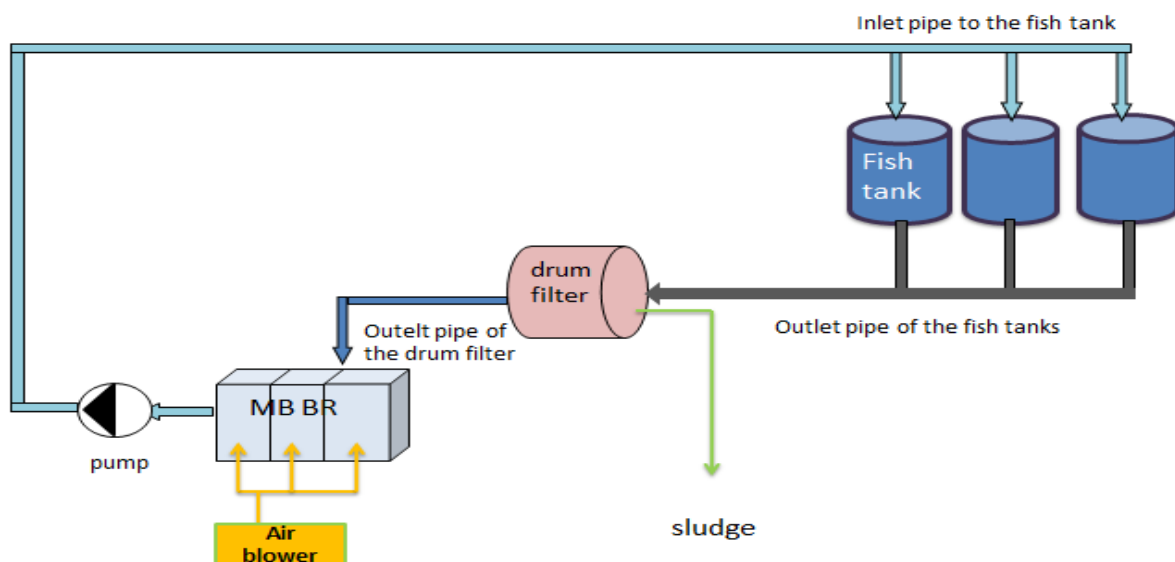 Inlet pipe to the fish tank
Fish
tank
drum
filter
Outelt pipe of
the drum filter
Outlet pipe of the fish tanks
MB BR
pump
sludge
Air
blower